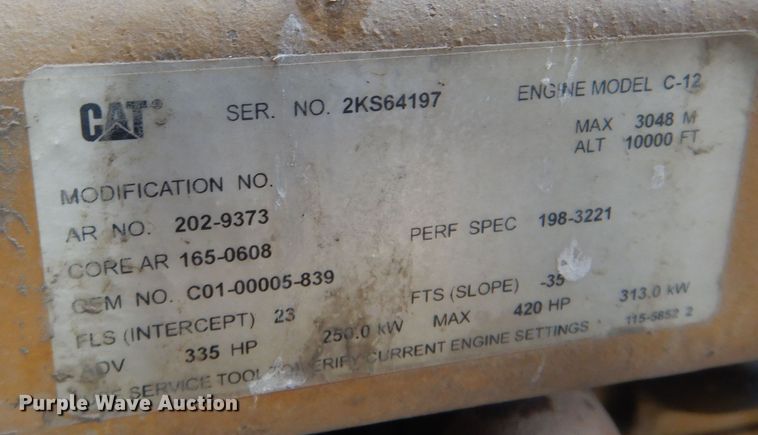 CAT® SER. NO. 2KS64197 ENGINE MODEL C-12
MAX 3048 M
ALT 10000 FT
MODIFICATION NO.
AR NO. 202-9373 PERF SPEC 198-3221
CORE AR 165-0608
OEM NO. C01-00005-839
FLS (INTERCEPT) 23 FTS (SLOPE) -35
ADV 335 HP 250.0 kW MAX 420 HP 313.0 kW
SERVICE TOOL TO VERIFY CURRENT ENGINE SETTINGS 115-5852 2
Purple Wave Auction